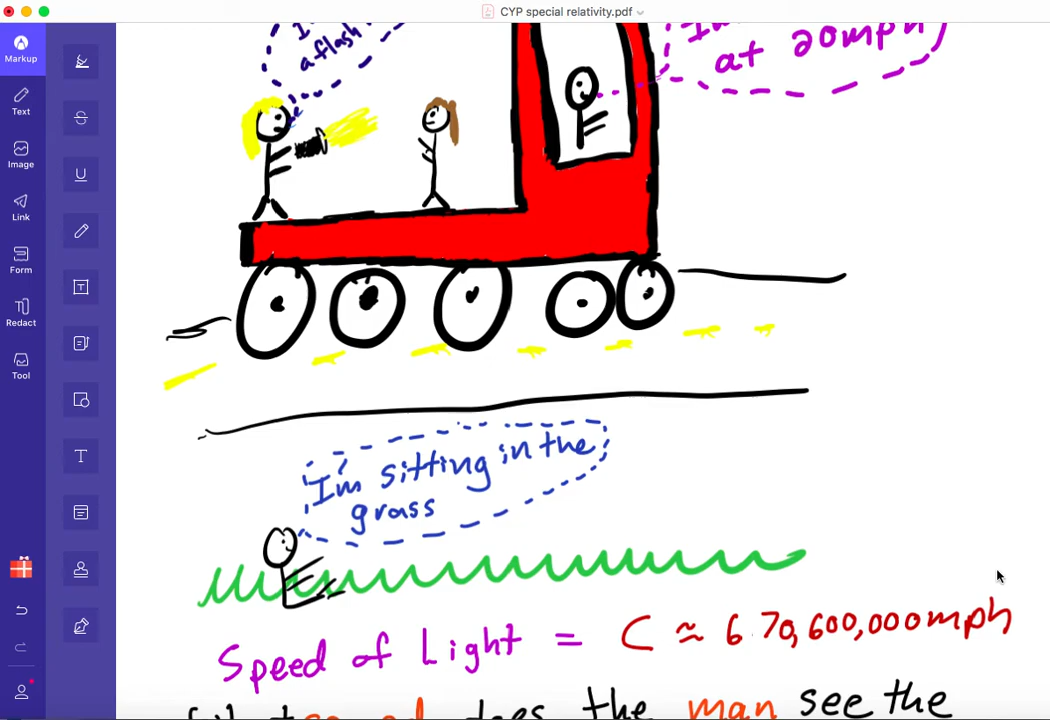 CYP special relativity.pdf
Markup
Text
Image
Link
Form
Redact
Tool
a flash
at 20mph
I'm sitting in the
grass
Speed of Light = C ≈ 670,600,000mph
does the man see the